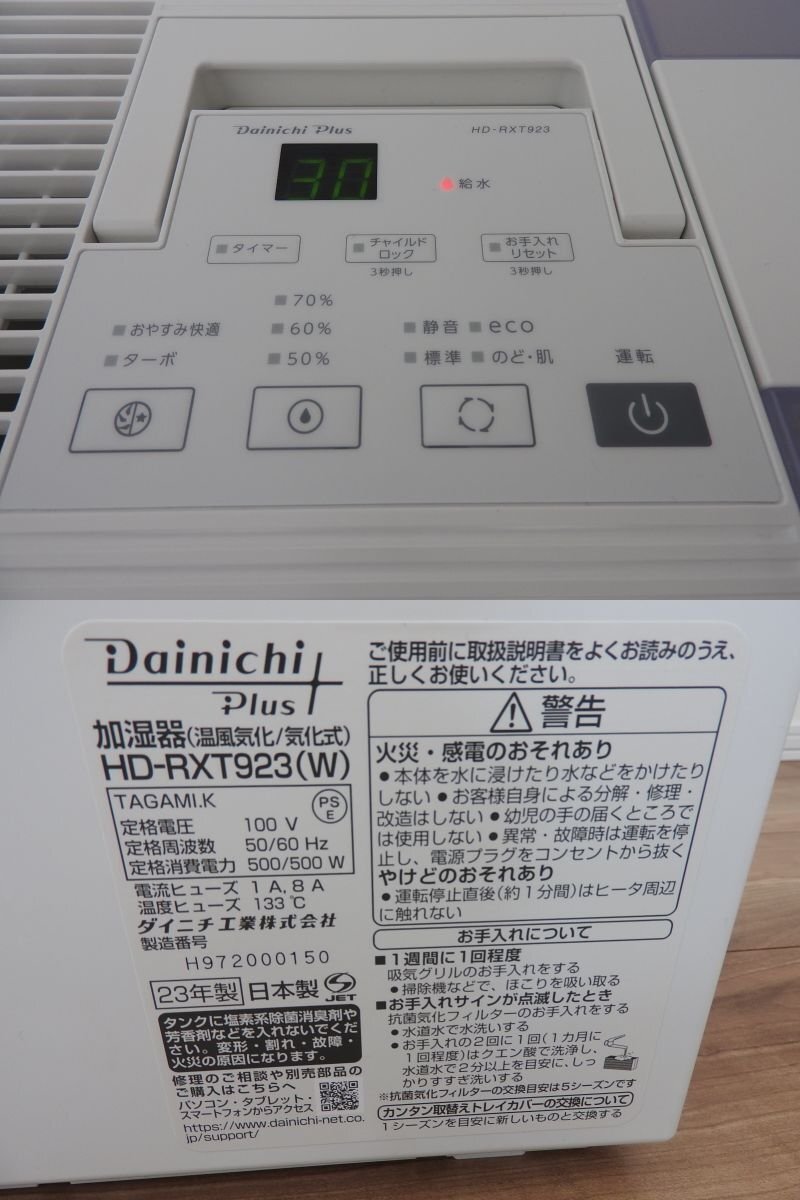 Dainichi Plus
HD-RXT923
30
給水
タイマー
チャイルド
ロック
3秒押し
お手入れ
リセット
3秒押し
70%
おやすみ快適
60%
静音
eco
ターボ
50%
標準
のど・肌
運転
Dainichi
Plus
加湿器(温風気化/気化式)
HD-RXT923(W)
TAGAMI.K
PS
E
定格電圧 100 V
定格周波数 50/60 Hz
定格消費電力 500/500 W
電流ヒューズ 1 A, 8 A
温度ヒューズ 133℃
ダイニチ工業株式会社
製造番号
H972000150
23年製 日本製
JET
タンクに塩素系除菌消臭剤や
芳香剤などを入れないでくだ
さい。変形・割れ・故障・
火災の原因になります。
修理のご相談や別売部品の
ご購入はこちらへ
パソコン・タブレット・
スマートフォンからアクセス
https://www.dainichi-net.co.
jp/support/
ご使用前に取扱説明書をよくお読みのうえ、
正しくお使いください。
警告
火災・感電のおそれあり
●本体を水に浸けたり水などをかけたり
しない ●お客様自身による分解・修理・
改造はしない ●幼児の手の届くところで
は使用しない ●異常・故障時は運転を停
止し、電源プラグをコンセントから抜く
やけどのおそれあり
●運転停止直後(約1分間)はヒータ周辺
に触れない
お手入れについて
■1週間に1回程度
吸気グリルのお手入れをする
●掃除機などで、ほこりを吸い取る
■お手入れサインが点滅したとき
抗菌気化フィルターのお手入れをする
●水道水で水洗いする
●お手入れの2回に1回(1カ月に
1回程度)はクエン酸で洗浄し、
水道水で2分以上を目安に、しっ
かりすすぎ洗いする
※抗菌気化フィルターの交換目安は5シーズンです
カンタン取替えトレイカバーの交換について
1シーズンを目安に新しいものと交換する